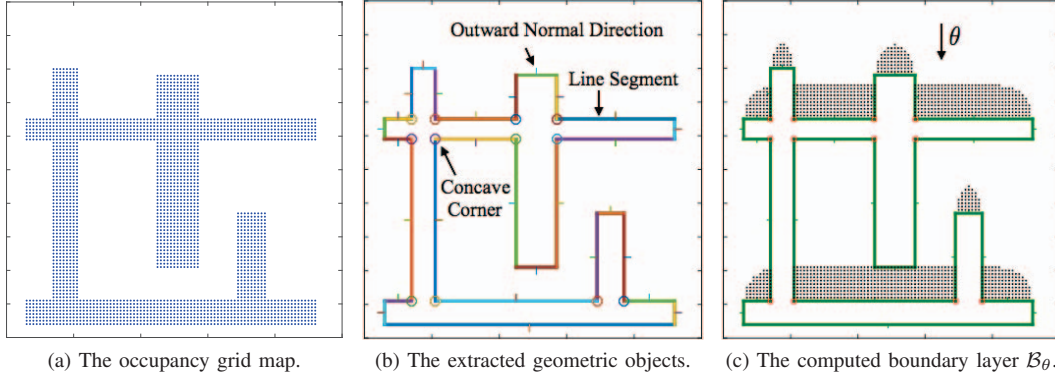 Outward Normal Direction
Line Segment
Concave
Corner
θ
(a) The occupancy grid map.
(b) The extracted geometric objects.
(c) The computed boundary layer ℬθ.